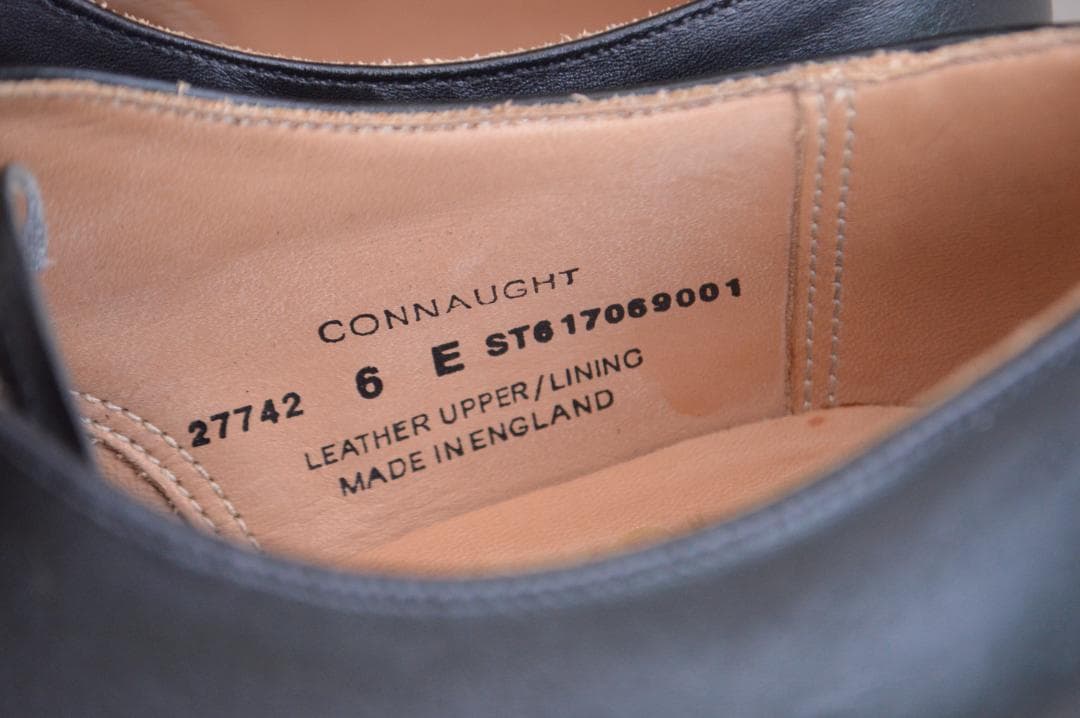 CONNAUGHT
27742 6 E ST617069001
LEATHER UPPER/LINING
MADE IN ENGLAND